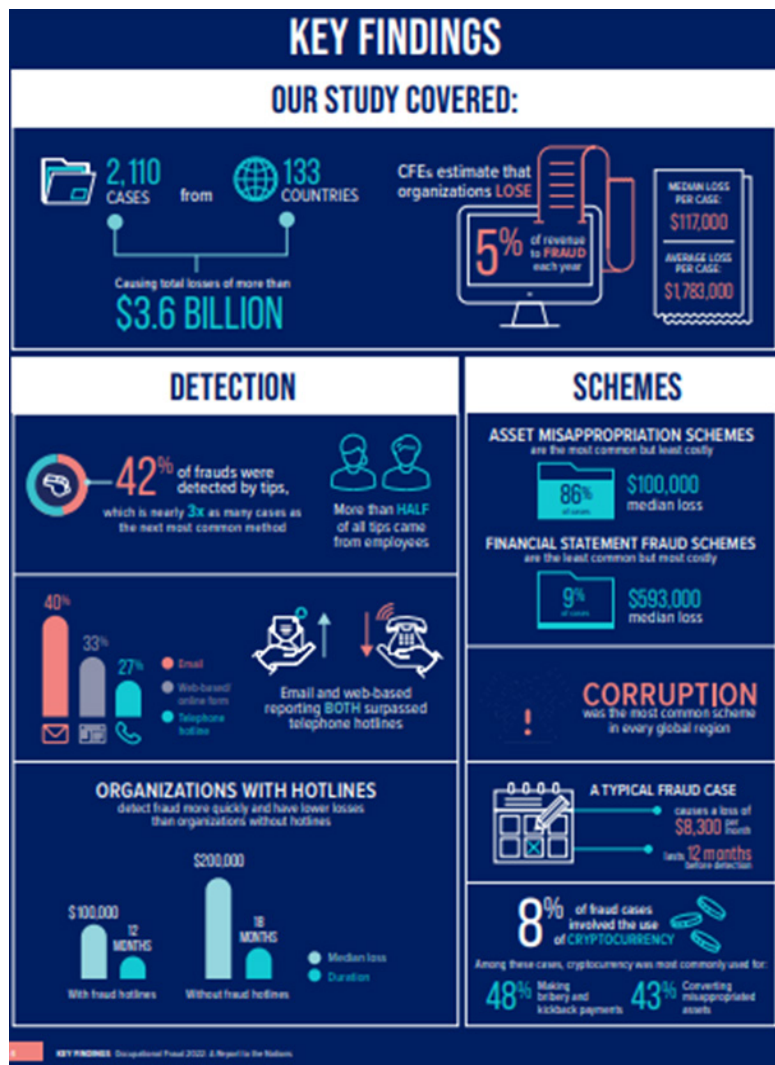 KEY FINDINGS
OUR STUDY COVERED:
2,110
CASES
from
133
COUNTRIES
Causing total losses of more than
$3.6 BILLION
CFEs estimate that
organizations LOSE
5%
of revenue
to FRAUD
each year
MEDIAN LOSS
PER CASE:
$117,000
AVERAGE LOSS
PER CASE:
$1,783,000
DETECTION
42%
of frauds were
detected by tips,
which is nearly 3x as many cases as
the next most common method
More than HALF
of all tips came
from employees
40%
33%
27%
Email
Web-based/
online form
Telephone
hotline
Email and web-based
reporting BOTH surpassed
telephone hotlines
ORGANIZATIONS WITH HOTLINES
detect fraud more quickly and have lower losses
than organizations without hotlines
$100,000
12
MONTHS
With fraud hotlines
$200,000
18
MONTHS
Without fraud hotlines
Median loss
Duration
SCHEMES
ASSET MISAPPROPRIATION SCHEMES
are the most common but least costly
86%
of cases
$100,000
median loss
FINANCIAL STATEMENT FRAUD SCHEMES
are the least common but most costly
9%
of cases
$593,000
median loss
CORRUPTION
was the most common scheme
in every global region
A TYPICAL FRAUD CASE
causes a loss of
$8,300 per
month
lasts 12 months
before detection
8%
of fraud cases
involved the use
of CRYPTOCURRENCY
Among these cases, cryptocurrency was most commonly used for:
48%
Making
bribery and
kickback payments
43%
Converting
misappropriated
assets
KEY FINDINGS Occupational Fraud 2022: A Report to the Nations